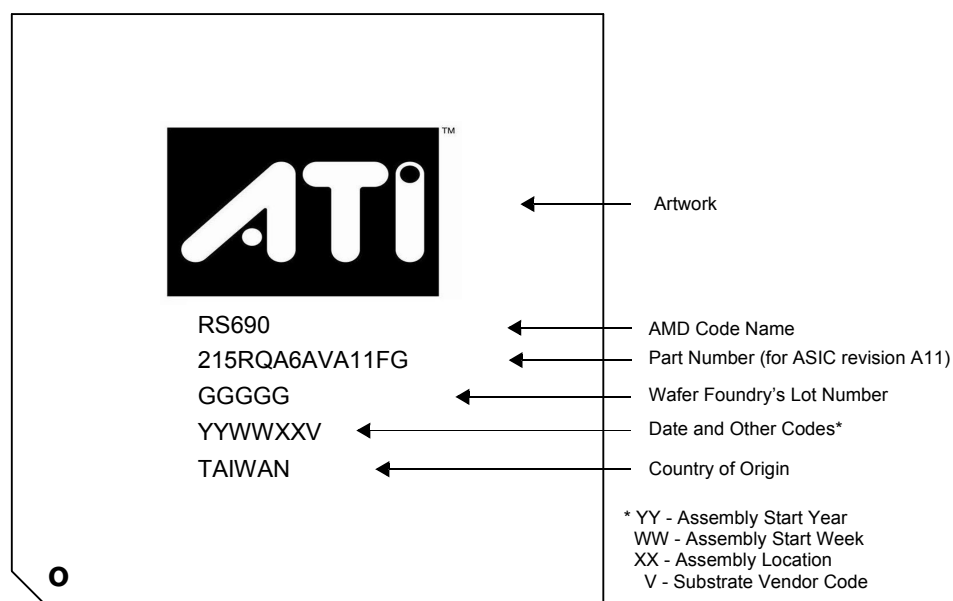 ATI
TM
RS690
AMD Code Name
215RQA6AVA11FG
Part Number (for ASIC revision A11)
GGGGG
Wafer Foundry's Lot Number
YYWWXXV
Date and Other Codes*
TAIWAN
Country of Origin
Artwork
* YY - Assembly Start Year
WW - Assembly Start Week
XX - Assembly Location
V - Substrate Vendor Code
o